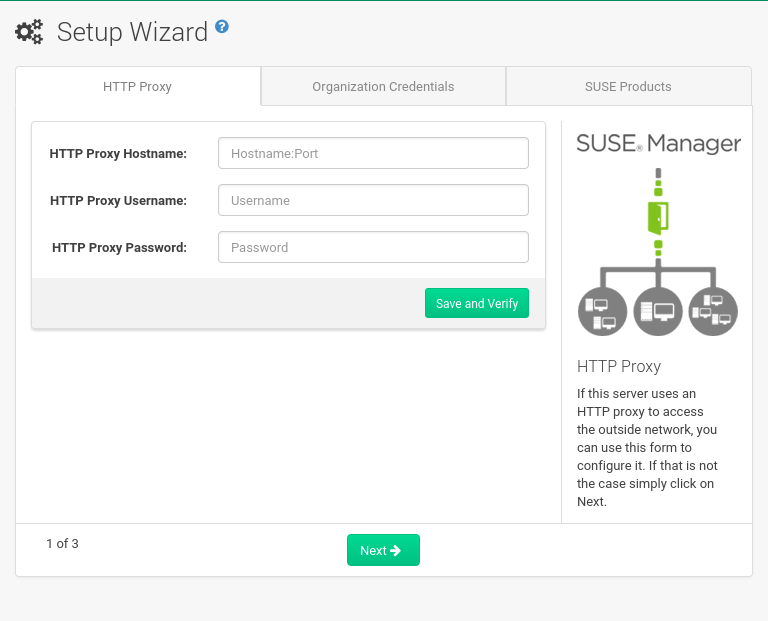 Setup Wizard ?
HTTP Proxy
Organization Credentials
SUSE Products
HTTP Proxy Hostname:
Hostname:Port
HTTP Proxy Username:
Username
HTTP Proxy Password:
Password
Save and Verify
SUSE® Manager
HTTP Proxy
If this server uses an
HTTP proxy to access
the outside network, you
can use this form to
configure it. If that is not
the case simply click on
Next.
1 of 3
Next